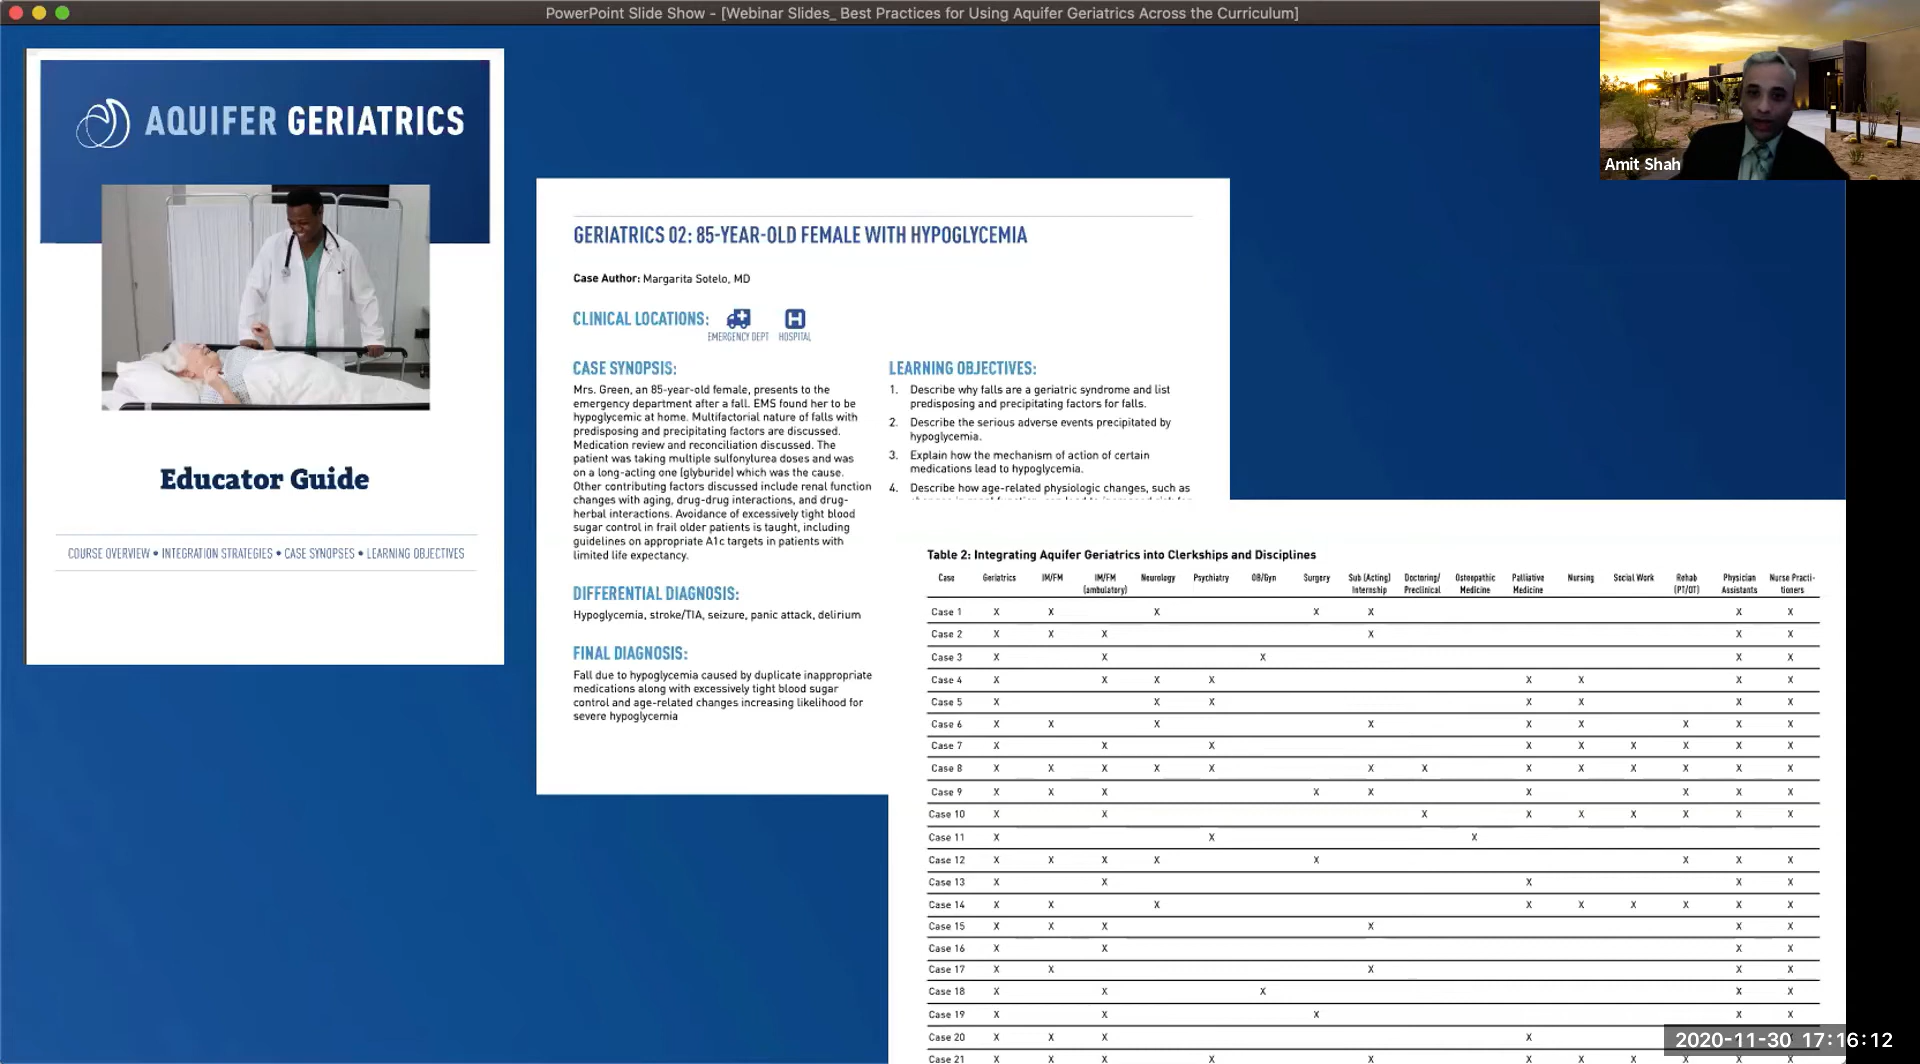 PowerPoint Slide Show - [Webinar Slides_ Best Practices for Using Aquifer Geriatrics Across the Curriculum]
Amit Shah
AQUIFER GERIATRICS
Educator Guide
COURSE OVERVIEW • INTEGRATION STRATEGIES • CASE SYNOPSES • LEARNING OBJECTIVES
GERIATRICS 02: 85-YEAR-OLD FEMALE WITH HYPOGLYCEMIA
Case Author: Margarita Sotelo, MD
CLINICAL LOCATIONS:
EMERGENCY DEPT HOSPITAL
CASE SYNOPSIS:
Mrs. Green, an 85-year-old female, presents to the
emergency department after a fall. EMS found her to be
hypoglycemic at home. Multifactorial nature of falls with
predisposing and precipitating factors are discussed.
Medication review and reconciliation discussed. The
patient was taking multiple sulfonylurea doses and was
on a long-acting one (glyburide) which was the cause.
Other contributing factors discussed include renal function
changes with aging, drug-drug interactions, and drug-
herbal interactions. Avoidance of excessively tight blood
sugar control in frail older patients is taught, including
guidelines on appropriate A1c targets in patients with
limited life expectancy.
DIFFERENTIAL DIAGNOSIS:
Hypoglycemia, stroke/TIA, seizure, panic attack, delirium
FINAL DIAGNOSIS:
Fall due to hypoglycemia caused by duplicate inappropriate
medications along with excessively tight blood sugar
control and age-related changes increasing likelihood for
severe hypoglycemia
LEARNING OBJECTIVES:
1. Describe why falls are a geriatric syndrome and list
predisposing and precipitating factors for falls.
2. Describe the serious adverse events precipitated by
hypoglycemia.
3. Explain how the mechanism of action of certain
medications lead to hypoglycemia.
4. Describe how age-related physiologic changes, such as
Table 2: Integrating Aquifer Geriatrics into Clerkships and Disciplines
Case Geriatrics IM/FM IM/FM (ambulatory) Neurology Psychiatry OB/Gyn Surgery Sub (Acting) Internship Doctoring/ Preclinical Osteopathic Medicine Palliative Medicine Nursing Social Work Rehab (PT/OT) Physician Assistants Nurse Practi- tioners
Case 1 X X X X X X X
Case 2 X X X X X X
Case 3 X X X X X
Case 4 X X X X X X X X
Case 5 X X X X X X X
Case 6 X X X X X X X X X
Case 7 X X X X X X X X X
Case 8 X X X X X X X X X X X X X
Case 9 X X X X X X X X X
Case 10 X X X X X X X X X
Case 11 X X X
Case 12 X X X X X X X X
Case 13 X X X X X
Case 14 X X X X X X X X X
Case 15 X X X X X X
Case 16 X X X X
Case 17 X X X X X
Case 18 X X X X X
Case 19 X X X X X
Case 20 X X X X
Case 21 X X X X X X X X X X X
2020-11-30 17:16:12